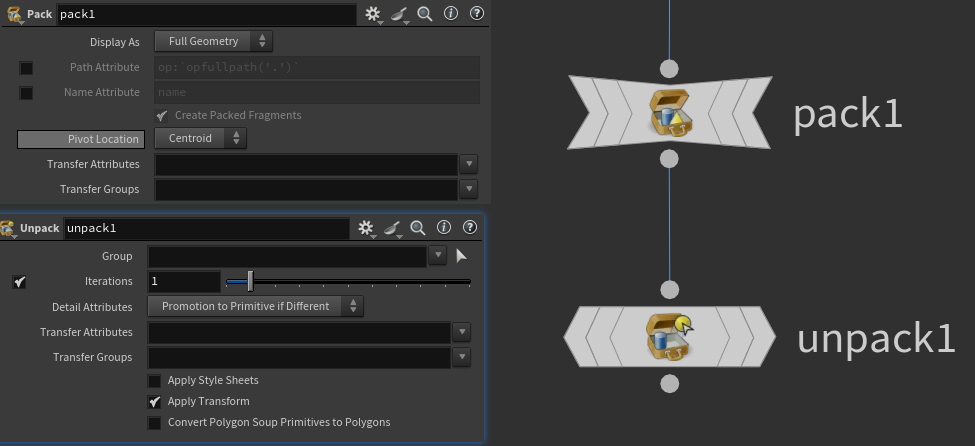 Pack pack1
Display As Full Geometry
Path Attribute op:`opfullpath('.')`
Name Attribute name
Create Packed Fragments
Pivot Location Centroid
Transfer Attributes
Transfer Groups
Unpack unpack1
Group
Iterations 1
Detail Attributes Promotion to Primitive if Different
Transfer Attributes
Transfer Groups
Apply Style Sheets
Apply Transform
Convert Polygon Soup Primitives to Polygons
pack1
unpack1